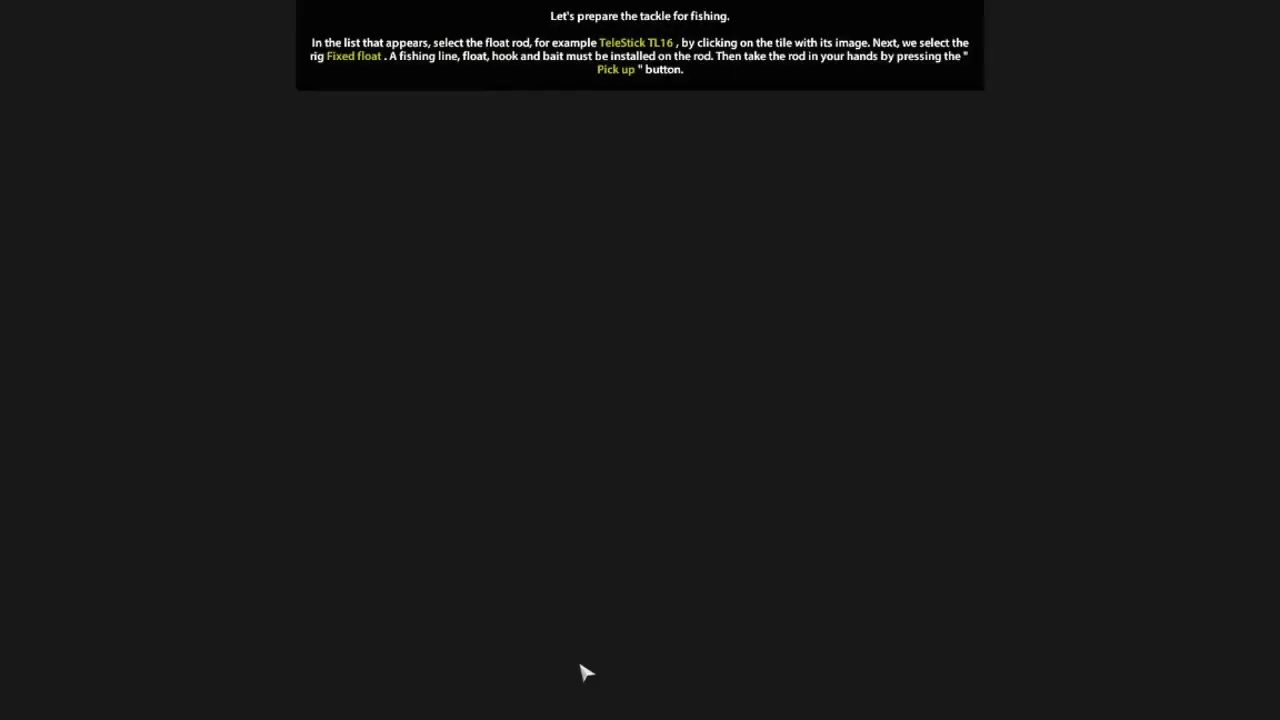 Let's prepare the tackle for fishing.
In the list that appears, select the float rod, for example TeleStick TL16 , by clicking on the tile with its image. Next, we select the
rig Fixed float . A fishing line, float, hook and bait must be installed on the rod. Then take the rod in your hands by pressing the "
Pick up " button.